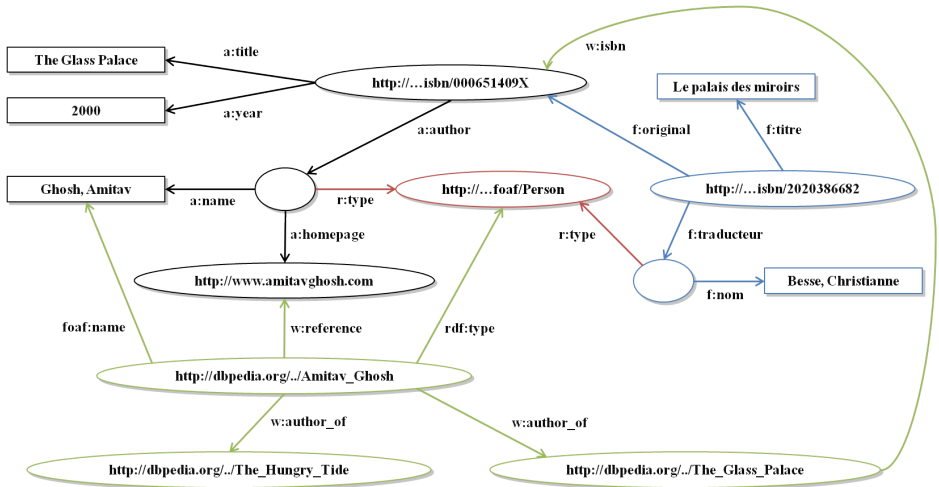 w:isbn
a:title
The Glass Palace
http://...isbn/000651409X
Le palais des miroirs
2000
a:year
a:author
f:original
f:titre
Ghosh, Amitav
a:name
r:type
http://...foaf/Person
http://...isbn/2020386682
a:homepage
r:type
f:traducteur
http://www.amitavghosh.com
f:nom
Besse, Christianne
foaf:name
w:reference
rdf:type
http://dbpedia.org/../Amitav_Ghosh
w:author_of
w:author_of
http://dbpedia.org/../The_Hungry_Tide
http://dbpedia.org/../The_Glass_Palace